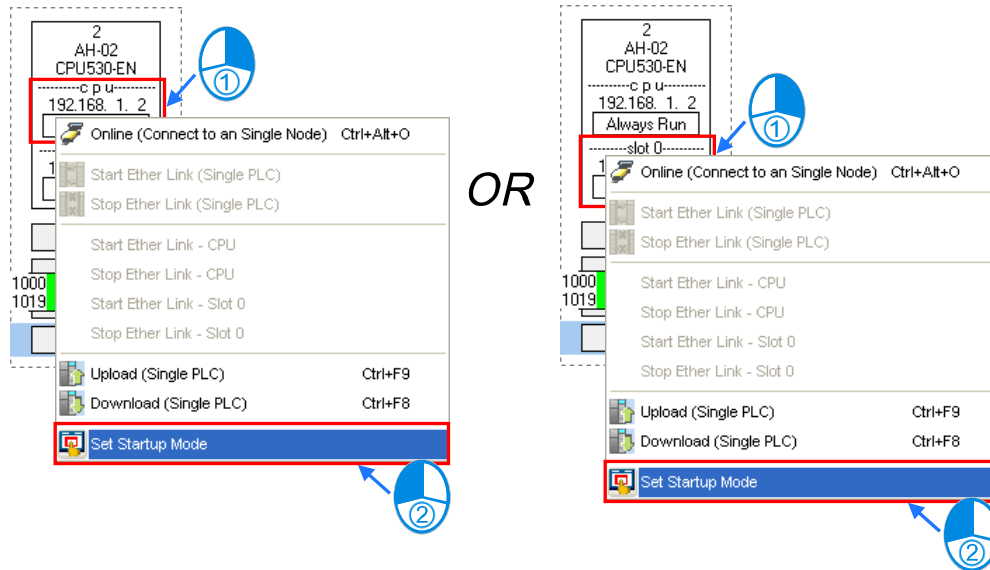 2
AH-02
CPU530-EN
--------c p u--------
192.168. 1. 2
①
Online (Connect to an Single Node) Ctrl+Alt+O
Start Ether Link (Single PLC)
Stop Ether Link (Single PLC)
Start Ether Link - CPU
Stop Ether Link - CPU
Start Ether Link - Slot 0
Stop Ether Link - Slot 0
1000
1019
Upload (Single PLC) Ctrl+F9
Download (Single PLC) Ctrl+F8
Set Startup Mode
②
OR
2
AH-02
CPU530-EN
--------c p u--------
192.168. 1. 2
Always Run
①
--------slot 0--------
Online (Connect to an Single Node) Ctrl+Alt+O
Start Ether Link (Single PLC)
Stop Ether Link (Single PLC)
Start Ether Link - CPU
Stop Ether Link - CPU
Start Ether Link - Slot 0
Stop Ether Link - Slot 0
1000
1019
Upload (Single PLC) Ctrl+F9
Download (Single PLC) Ctrl+F8
Set Startup Mode
②